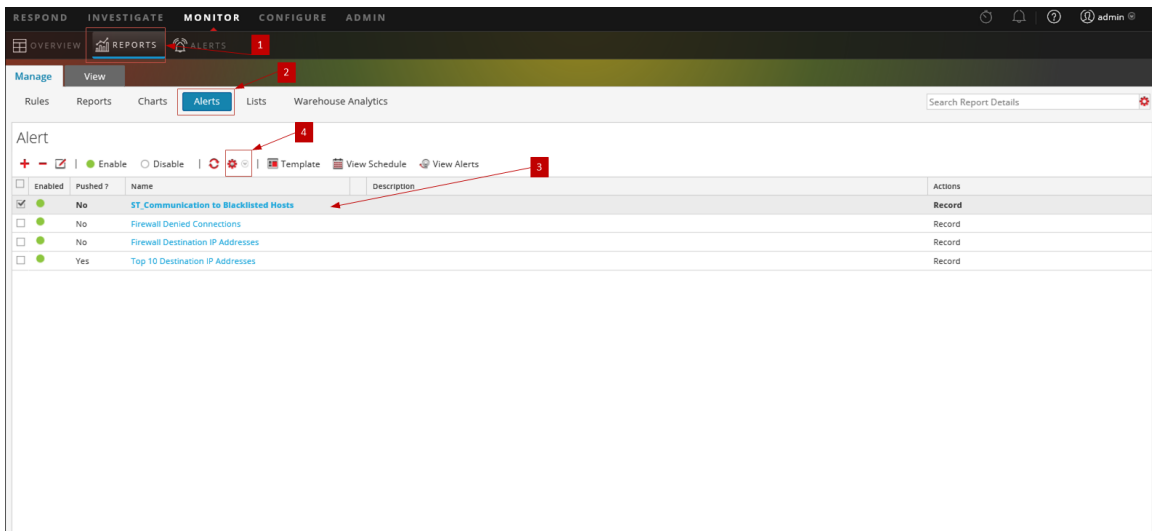 RESPOND INVESTIGATE MONITOR CONFIGURE ADMIN admin
OVERVIEW REPORTS ALERTS 1
Manage View 2
Rules Reports Charts Alerts Lists Warehouse Analytics Search Report Details
Alert 4
Enable Disable Template View Schedule View Alerts 3
Enabled Pushed ? Name Description Actions
No ST_Communication to Blacklisted Hosts Record
No Firewall Denied Connections Record
No Firewall Destination IP Addresses Record
Yes Top 10 Destination IP Addresses Record